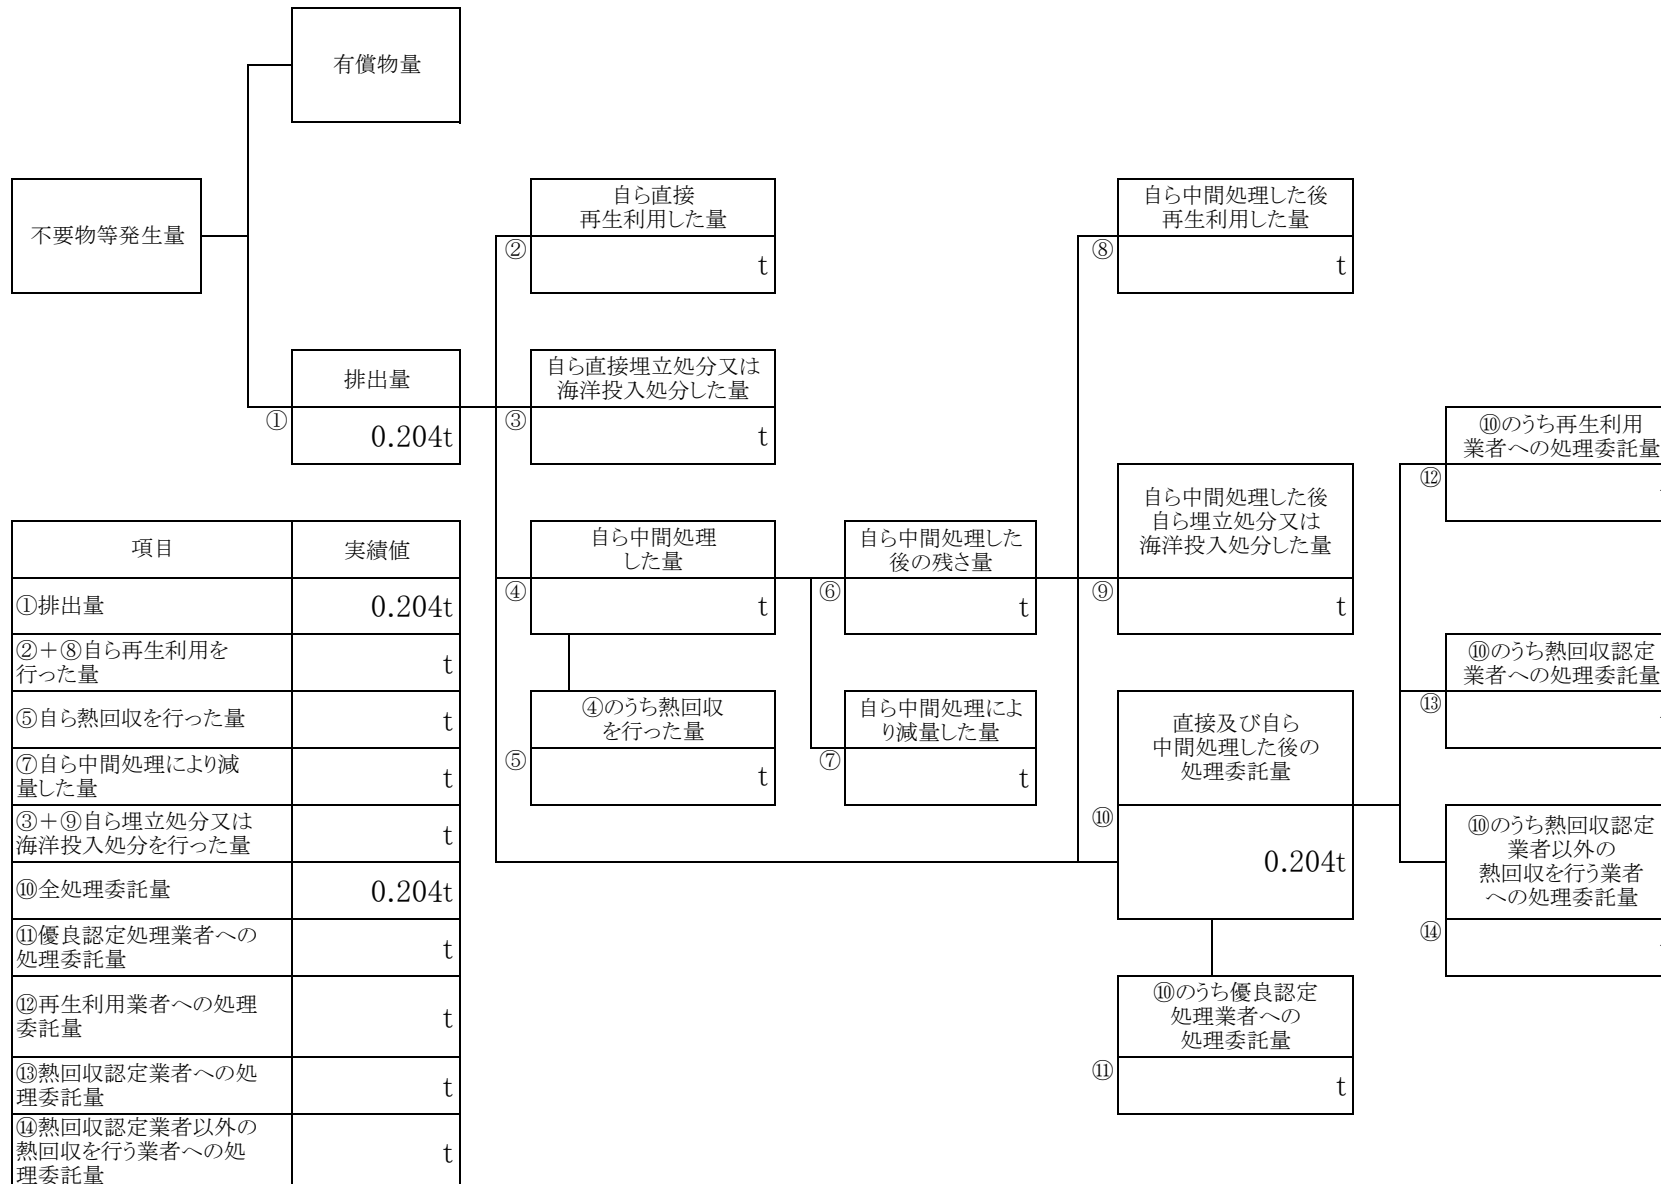 有償物量
不要物等発生量
自ら直接
再生利用した量
②
t
自ら中間処理した後
再生利用した量
⑧
t
排出量
①
0.204t
自ら直接埋立処分又は
海洋投入処分した量
③
t
⑩のうち再生利用
業者への処理委託量
⑫
自ら中間処理
した量
④
t
自ら中間処理した
後の残さ量
⑥
t
自ら中間処理した後
自ら埋立処分又は
海洋投入処分した量
⑨
t
⑩のうち熱回収認定
業者への処理委託量
⑬
④のうち熱回収
を行った量
⑤
t
自ら中間処理によ
り減量した量
⑦
t
直接及び自ら
中間処理した後の
処理委託量
⑩
0.204t
⑩のうち熱回収認定
業者以外の
熱回収を行う業者
への処理委託量
⑭
⑩のうち優良認定
処理業者への
処理委託量
⑪
t
項目 実績値
①排出量 0.204t
②+⑧自ら再生利用を
行った量 t
⑤自ら熱回収を行った量 t
⑦自ら中間処理により減
量した量 t
③+⑨自ら埋立処分又は
海洋投入処分を行った量 t
⑩全処理委託量 0.204t
⑪優良認定処理業者への
処理委託量 t
⑫再生利用業者への処理
委託量 t
⑬熱回収認定業者への処
理委託量 t
⑭熱回収認定業者以外の
熱回収を行う業者への処
理委託量 t